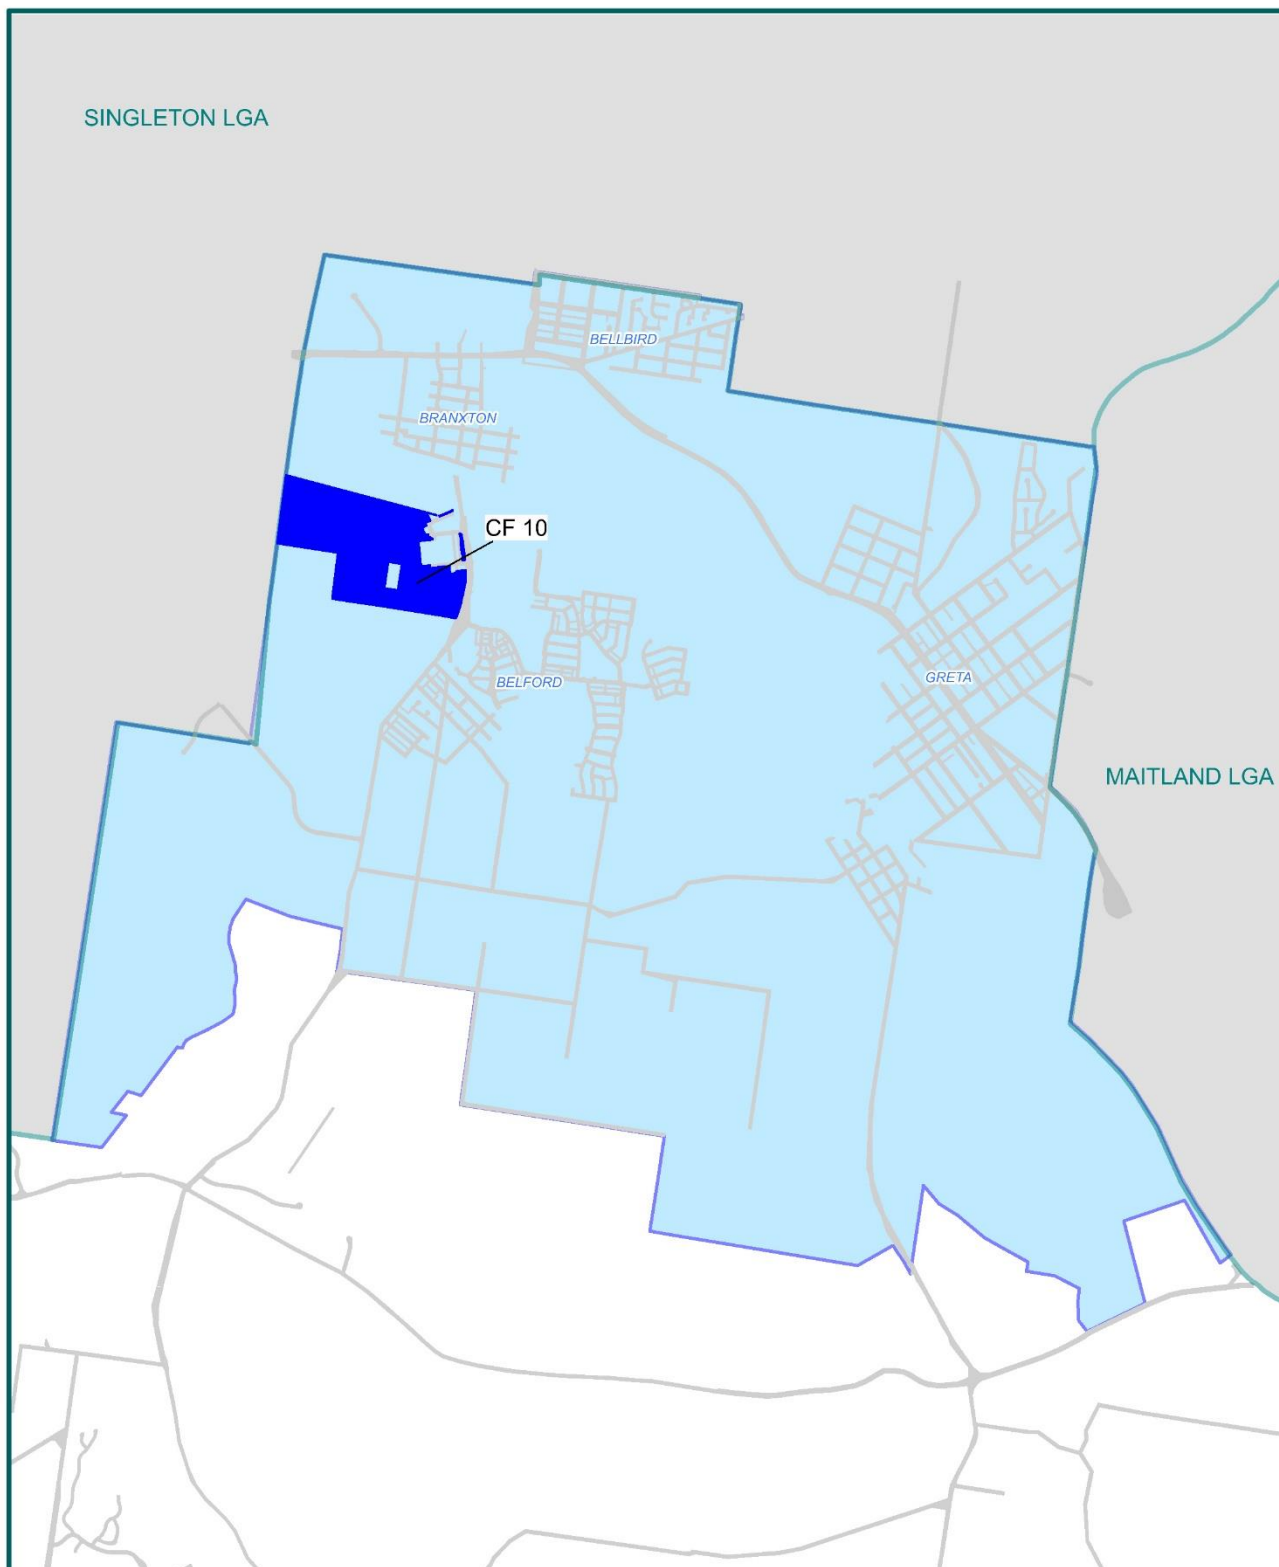 SINGLETON LGA
BELLBIRD
BRANXTON
CF 10
BELFORD
GRETA
MAITLAND LGA